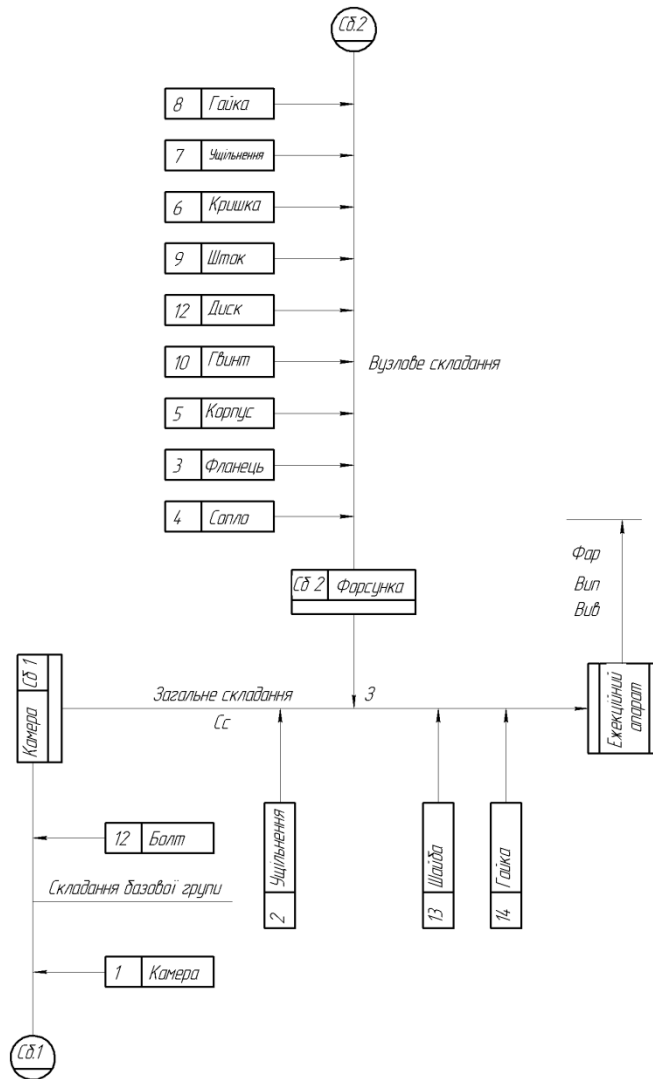 Сб.2
8 Гайка
7 Ущільнення
6 Кришка
9 Шток
12 Диск
10 Гвинт
Вузлове складання
5 Корпус
3 Фланець
4 Сопло
Фар
Вип
Вив
Сб 2 Форсунка
Камера Сб 1
Загальне складання
З
Сс
Ежекційний
апарат
12 Болт
2 Ущільнення
13 Шайба
14 Гайка
Складання базової групи
1 Камера
Сб.1